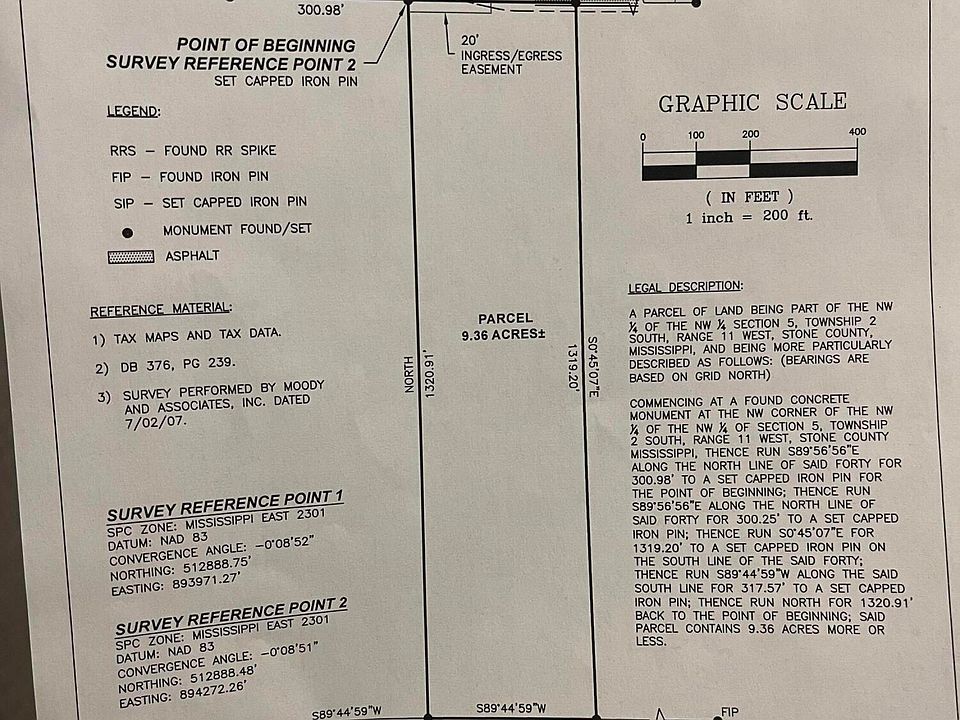 300.98'
POINT OF BEGINNING
SURVEY REFERENCE POINT 2
SET CAPPED IRON PIN
20'
INGRESS/EGRESS
EASEMENT
LEGEND:
RRS – FOUND RR SPIKE
FIP – FOUND IRON PIN
SIP – SET CAPPED IRON PIN
MONUMENT FOUND/SET
ASPHALT
GRAPHIC SCALE
0 100 200 400
( IN FEET )
1 inch = 200 ft.
REFERENCE MATERIAL:
1) TAX MAPS AND TAX DATA.
2) DB 376, PG 239.
3) SURVEY PERFORMED BY MOODY
AND ASSOCIATES, INC. DATED
7/02/07.
PARCEL
9.36 ACRES±
NORTH
1320.91'
1319.20'
S0°45'07"E
SURVEY REFERENCE POINT 1
SPC ZONE: MISSISSIPPI EAST 2301
DATUM: NAD 83
CONVERGENCE ANGLE: –0°08'52"
NORTHING: 512888.75'
EASTING: 893971.27'
SURVEY REFERENCE POINT 2
SPC ZONE: MISSISSIPPI EAST 2301
DATUM: NAD 83
CONVERGENCE ANGLE: –0°08'51"
NORTHING: 512888.48'
EASTING: 894272.26'
LEGAL DESCRIPTION:
A PARCEL OF LAND BEING PART OF THE NW
¼ OF THE NW ¼ SECTION 5, TOWNSHIP 2
SOUTH, RANGE 11 WEST, STONE COUNTY,
MISSISSIPPI, AND BEING MORE PARTICULARLY
DESCRIBED AS FOLLOWS: (BEARINGS ARE
BASED ON GRID NORTH)
COMMENCING AT A FOUND CONCRETE
MONUMENT AT THE NW CORNER OF THE NW
¼ OF THE NW ¼ OF SECTION 5, TOWNSHIP
2 SOUTH, RANGE 11 WEST, STONE COUNTY
MISSISSIPPI, THENCE RUN S89°56'56"E
ALONG THE NORTH LINE OF SAID FORTY FOR
300.98' TO A SET CAPPED IRON PIN FOR
THE POINT OF BEGINNING; THENCE RUN
S89°56'56"E ALONG THE NORTH LINE OF
SAID FORTY FOR 300.25' TO A SET CAPPED
IRON PIN; THENCE RUN S0°45'07"E FOR
1319.20' TO A SET CAPPED IRON PIN ON
THE SOUTH LINE OF THE SAID FORTY;
THENCE RUN S89°44'59"W ALONG THE SAID
SOUTH LINE FOR 317.57' TO A SET CAPPED
IRON PIN; THENCE RUN NORTH FOR 1320.91'
BACK TO THE POINT OF BEGINNING; SAID
PARCEL CONTAINS 9.36 ACRES MORE OR
LESS.
S89°44'59"W
S89°44'59"W
FIP